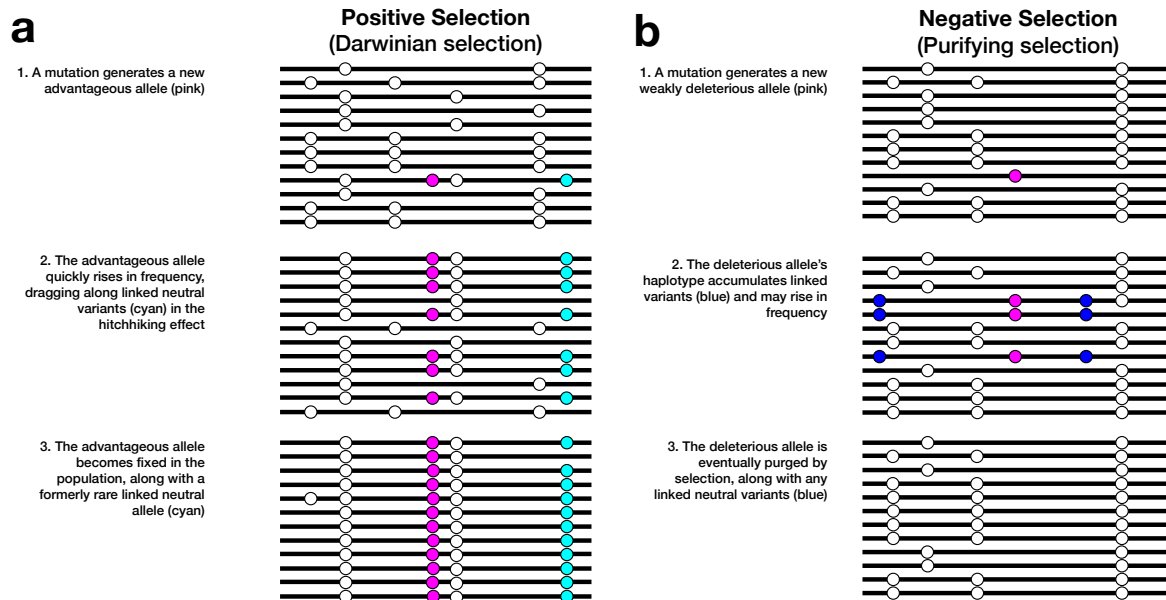 a
Positive Selection
(Darwinian selection)
1. A mutation generates a new
advantageous allele (pink)
2. The advantageous allele
quickly rises in frequency,
dragging along linked neutral
variants (cyan) in the
hitchhiking effect
3. The advantageous allele
becomes fixed in the
population, along with a
formerly rare linked neutral
allele (cyan)
b
Negative Selection
(Purifying selection)
1. A mutation generates a new
weakly deleterious allele (pink)
2. The deleterious allele's
haplotype accumulates linked
variants (blue) and may rise in
frequency
3. The deleterious allele is
eventually purged by
selection, along with any
linked neutral variants (blue)